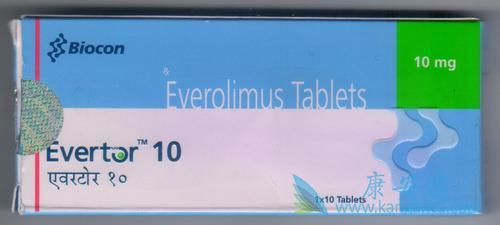 Biocon
10 mg
&
Everolimus Tablets
Evertor™ 10
एवरटोर १०
1x10 Tablets